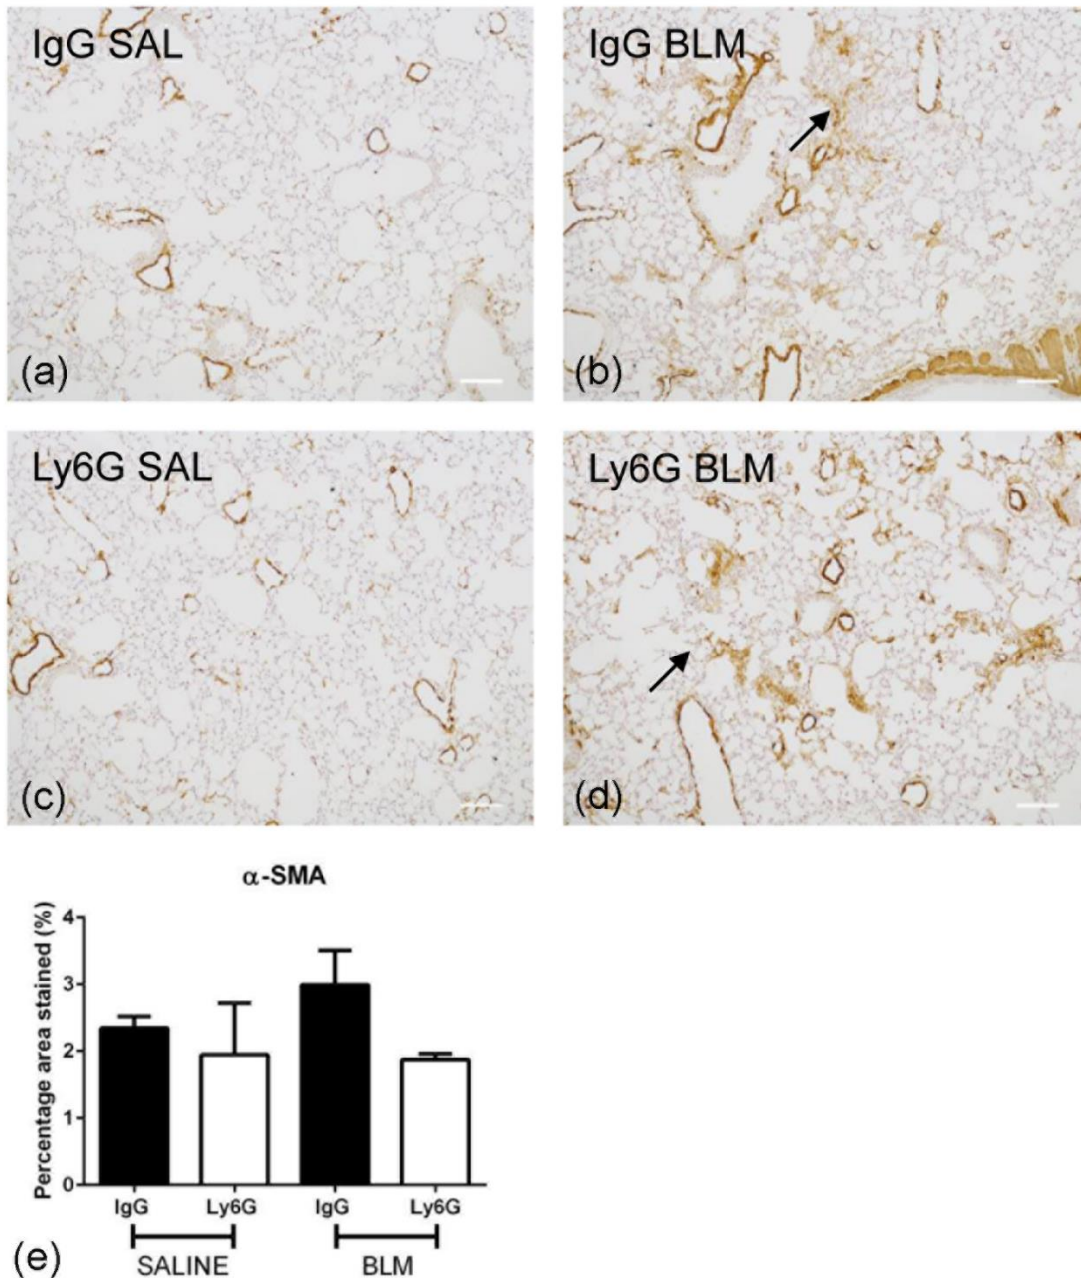 IgG SAL
(a)
IgG BLM
(b)
Ly6G SAL
(c)
Ly6G BLM
(d)
α-SMA
Percentage area stained (%)
4
3
2
1
0
IgG
Ly6G
IgG
Ly6G
SALINE
BLM
(e)